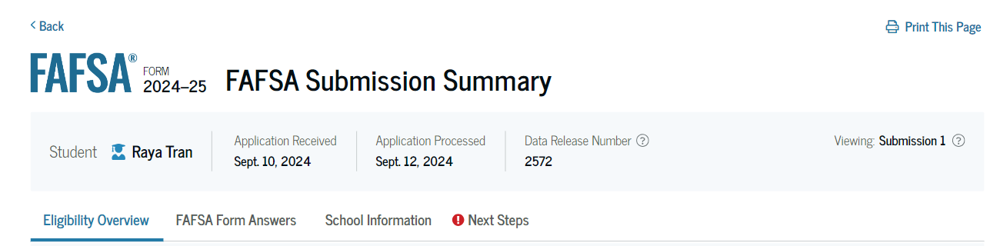 < Back
Print This Page
FAFSA®
FORM
2024–25
FAFSA Submission Summary
Student Raya Tran
Application Received
Sept. 10, 2024
Application Processed
Sept. 12, 2024
Data Release Number ?
2572
Viewing: Submission 1 ?
Eligibility Overview
FAFSA Form Answers
School Information
! Next Steps